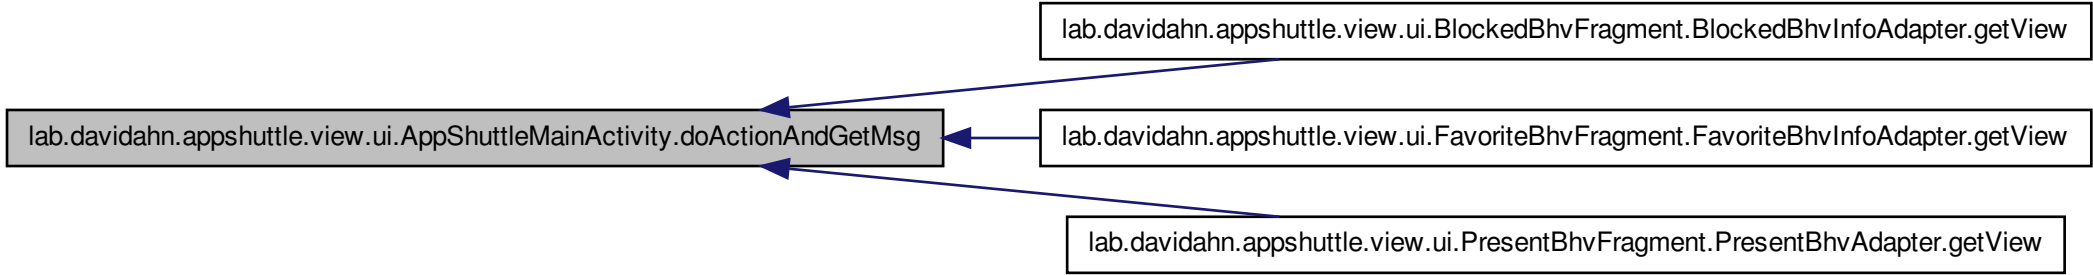 lab.davidahn.appshuttle.view.ui.BlockedBhvFragment.BlockedBhvInfoAdapter.getView
lab.davidahn.appshuttle.view.ui.AppShuttleMainActivity.doActionAndGetMsg
lab.davidahn.appshuttle.view.ui.FavoriteBhvFragment.FavoriteBhvInfoAdapter.getView
lab.davidahn.appshuttle.view.ui.PresentBhvFragment.PresentBhvAdapter.getView